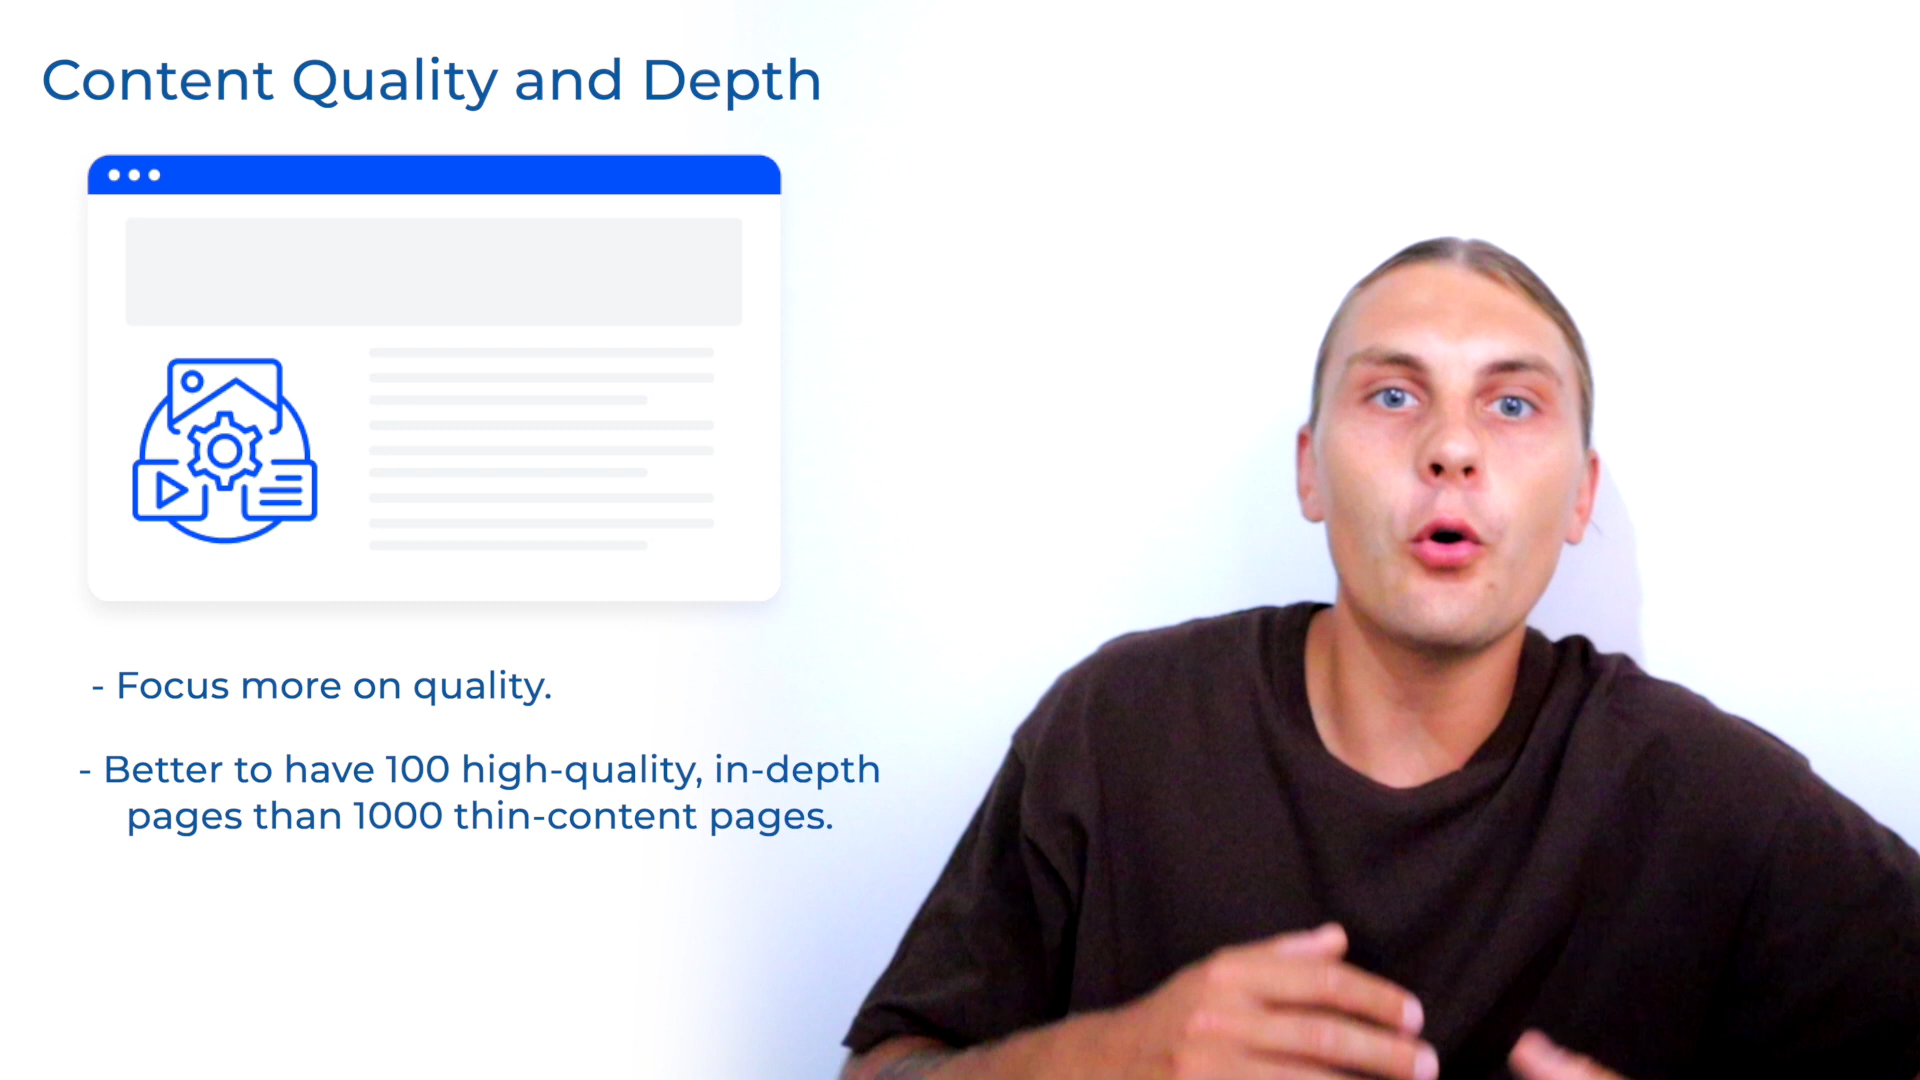 Content Quality and Depth
- Focus more on quality.
- Better to have 100 high-quality, in-depth
pages than 1000 thin-content pages.